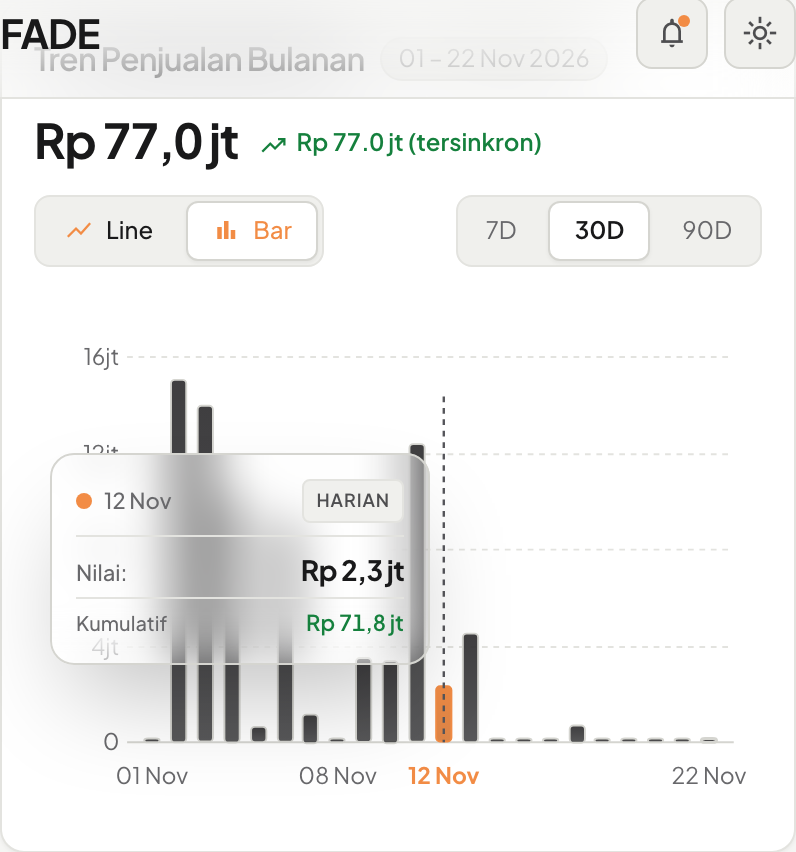 FADE
Tren Penjualan Bulanan 01 – 22 Nov 2026
Rp 77,0 jt Rp 77.0 jt (tersinkron)
Line Bar 7D 30D 90D
16jt
12jt
12 Nov HARIAN
Nilai: Rp 2,3 jt
Kumulatif Rp 71,8 jt
4jt
0
01 Nov 08 Nov 12 Nov 22 Nov